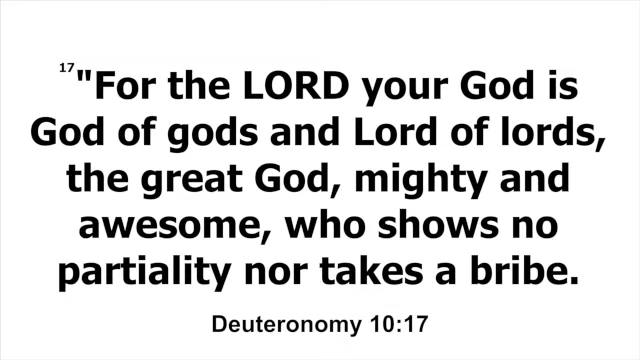 17"For the LORD your God is
God of gods and Lord of lords,
the great God, mighty and
awesome, who shows no
partiality nor takes a bribe.
Deuteronomy 10:17